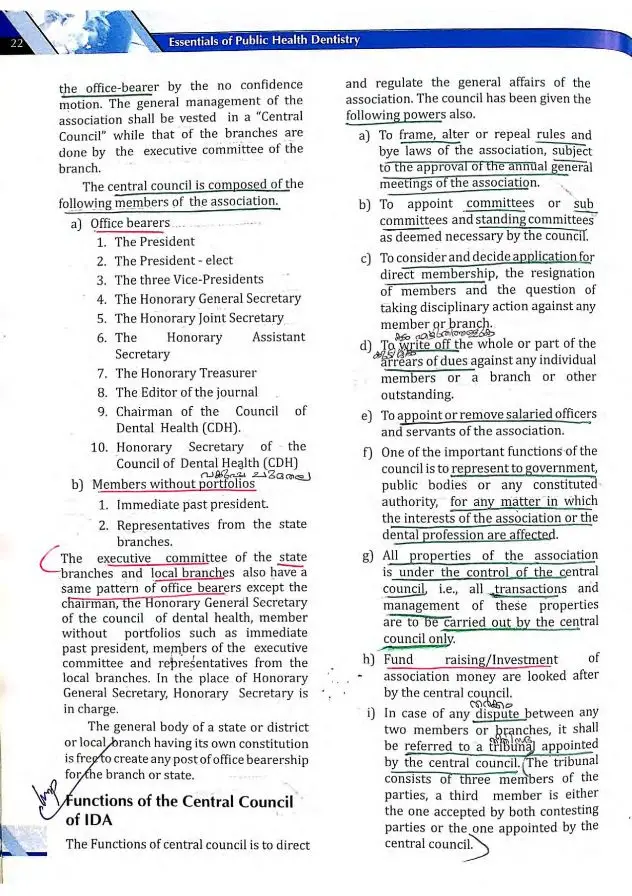 22
Essentials of Public Health Dentistry
the office-bearer by the no confidence
motion. The general management of the
association shall be vested in a “Central
Council” while that of the branches are
done by the executive committee of the
branch.
The central council is composed of the
following members of the association.
a) Office bearers
1. The President
2. The President - elect
3. The three Vice-Presidents
4. The Honorary General Secretary
5. The Honorary Joint Secretary
6. The Honorary Assistant
Secretary
7. The Honorary Treasurer
8. The Editor of the journal
9. Chairman of the Council of
Dental Health (CDH).
10. Honorary Secretary of the
Council of Dental Health (CDH)
b) Members without portfolios
1. Immediate past president.
2. Representatives from the state
branches.
The executive committee of the state
branches and local branches also have a
same pattern of office bearers except the
chairman, the Honorary General Secretary
of the council of dental health, member
without portfolios such as immediate
past president, members of the executive
committee and representatives from the
local branches. In the place of Honorary
General Secretary, Honorary Secretary is
in charge.
The general body of a state or district
or local branch having its own constitution
is free to create any post of office bearership
for the branch or state.
Functions of the Central Council
of IDA
The Functions of central council is to direct
and regulate the general affairs of the
association. The council has been given the
following powers also.
a) To frame, alter or repeal rules and
bye laws of the association, subject
to the approval of the annual general
meetings of the association.
b) To appoint committees or sub
committees and standing committees
as deemed necessary by the council.
c) To consider and decide application for
direct membership, the resignation
of members and the question of
taking disciplinary action against any
member or branch.
d) To write off the whole or part of the
arrears of dues against any individual
members or a branch or other
outstanding.
e) To appoint or remove salaried officers
and servants of the association.
f) One of the important functions of the
council is to represent to government,
public bodies or any constituted
authority, for any matter in which
the interests of the association or the
dental profession are affected.
g) All properties of the association
is under the control of the central
council, i.e., all transactions and
management of these properties
are to be carried out by the central
council only.
h) Fund raising/Investment of
association money are looked after
by the central council.
i) In case of any dispute between any
two members or branches, it shall
be referred to a tribunal appointed
by the central council. The tribunal
consists of three members of the
parties, a third member is either
the one accepted by both contesting
parties or the one appointed by the
central council.